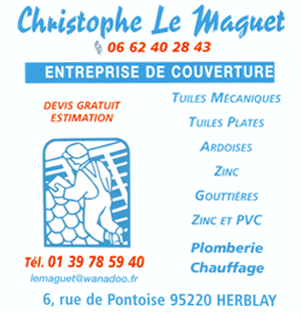 Christophe Le Maguet
06 62 40 28 43
ENTREPRISE DE COUVERTURE
DEVIS GRATUIT
ESTIMATION
TUILES MÉCANIQUES
TUILES PLATES
ARDOISES
ZINC
GOUTTIÈRES
ZINC ET PVC
Plomberie
Chauffage
Tél. 01 39 78 59 40
lemaguet@wanadoo.fr
6, rue de Pontoise 95220 HERBLAY